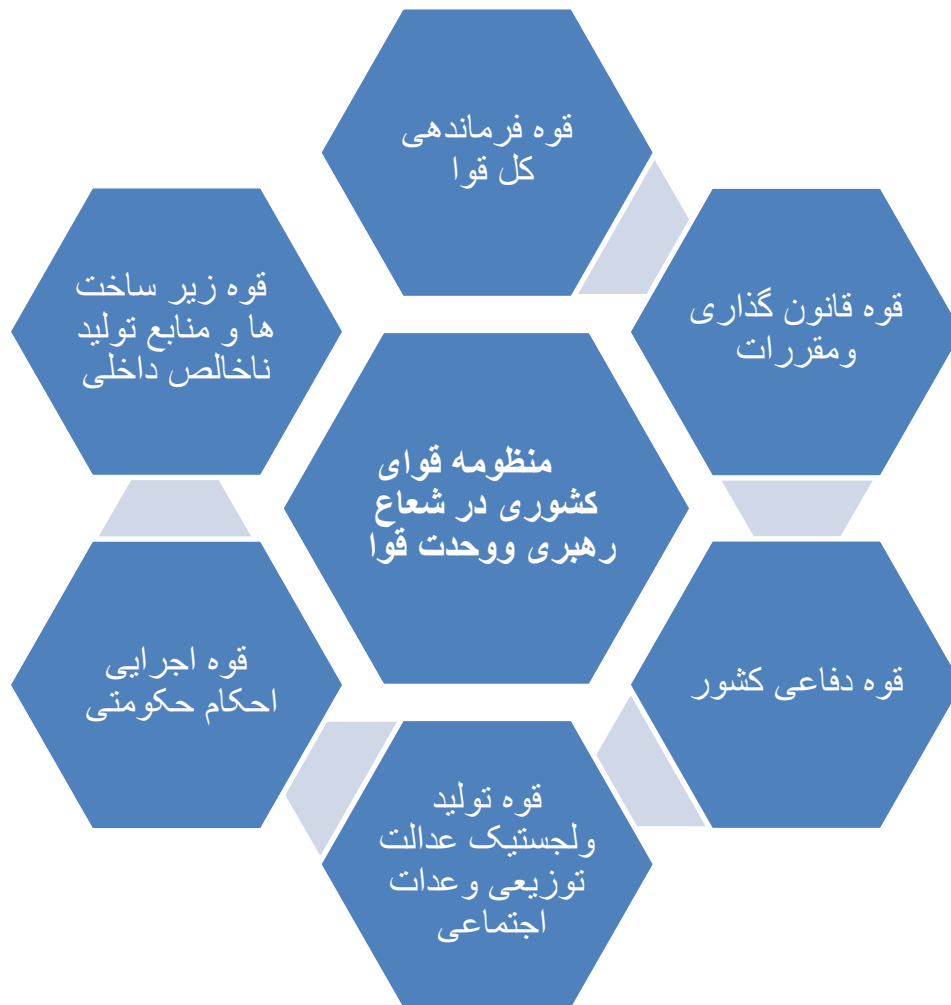 قوه فرماندهی
کل قوا
قوه قانون گذاری
ومقررات
قوه دفاعی کشور
قوه تولید
ولجستیک عدالت
توزیعی وعدات
اجتماعی
قوه اجرایی
احکام حکومتی
قوه زیر ساخت
ها و منابع تولید
ناخالص داخلی
منظومه قوای
کشوری در شعاع
رهبری ووحدت قوا